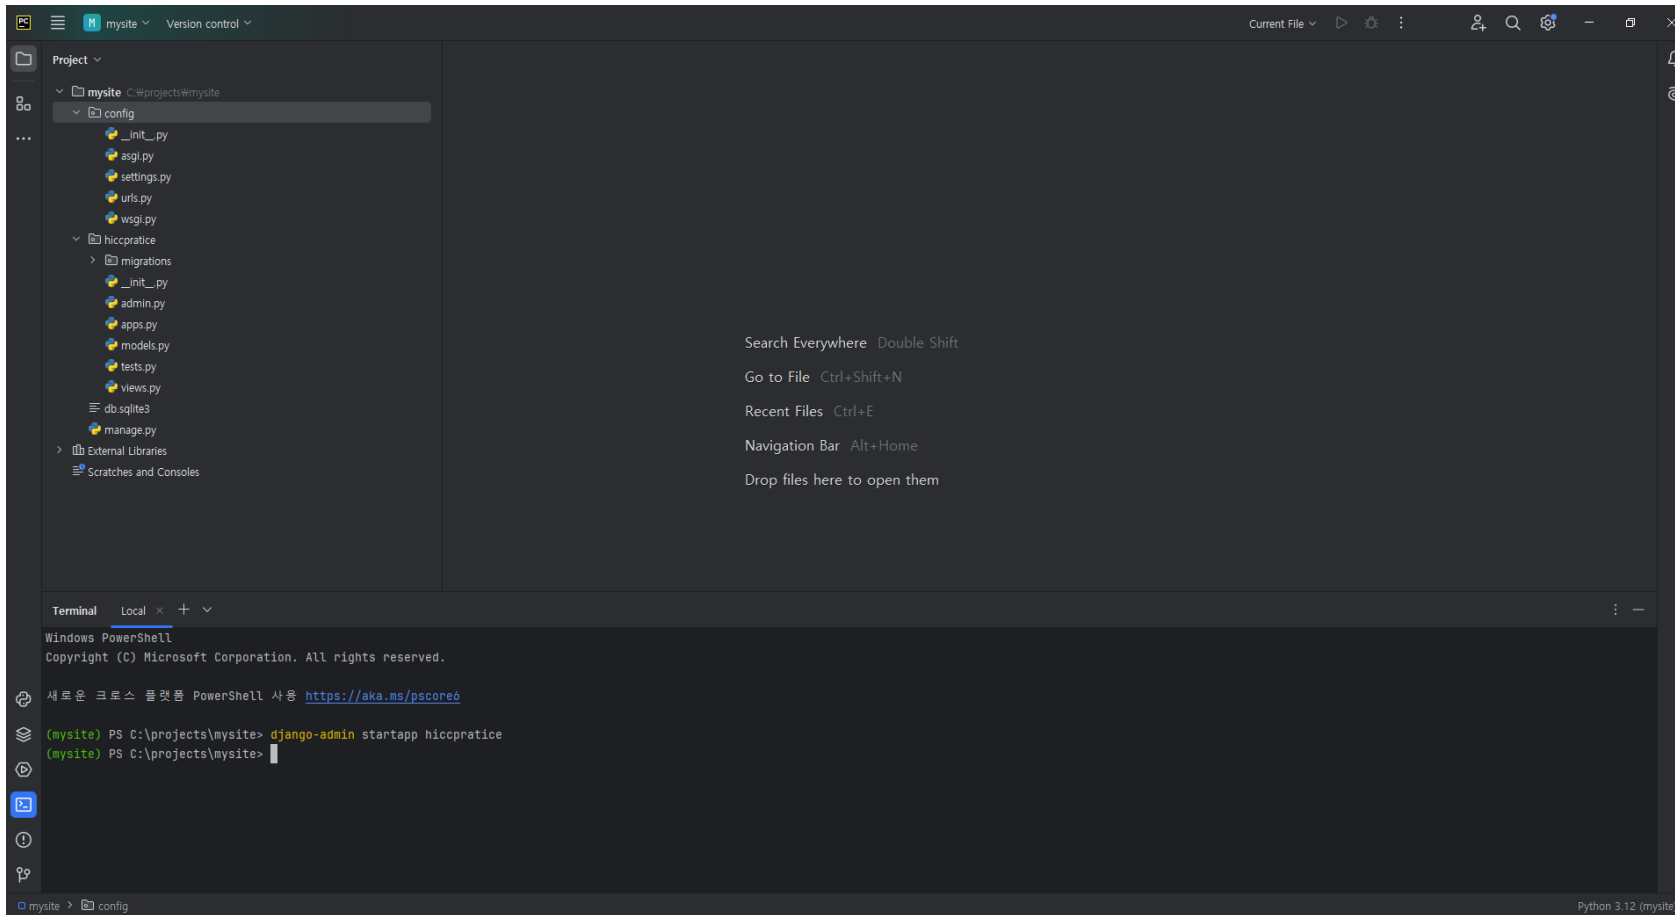 PC
M mysite Version control
Current File
Project
mysite C:₩projects₩mysite
config
__init__.py
asgi.py
settings.py
urls.py
wsgi.py
hiccpratice
migrations
__init__.py
admin.py
apps.py
models.py
tests.py
views.py
db.sqlite3
manage.py
External Libraries
Scratches and Consoles
Search Everywhere Double Shift
Go to File Ctrl+Shift+N
Recent Files Ctrl+E
Navigation Bar Alt+Home
Drop files here to open them
Terminal Local
Windows PowerShell
Copyright (C) Microsoft Corporation. All rights reserved.
새로운 크로스 플랫폼 PowerShell 사용 https://aka.ms/pscore6
(mysite) PS C:\projects\mysite> django-admin startapp hiccpratice
(mysite) PS C:\projects\mysite>
mysite > config
Python 3.12 (mysite)